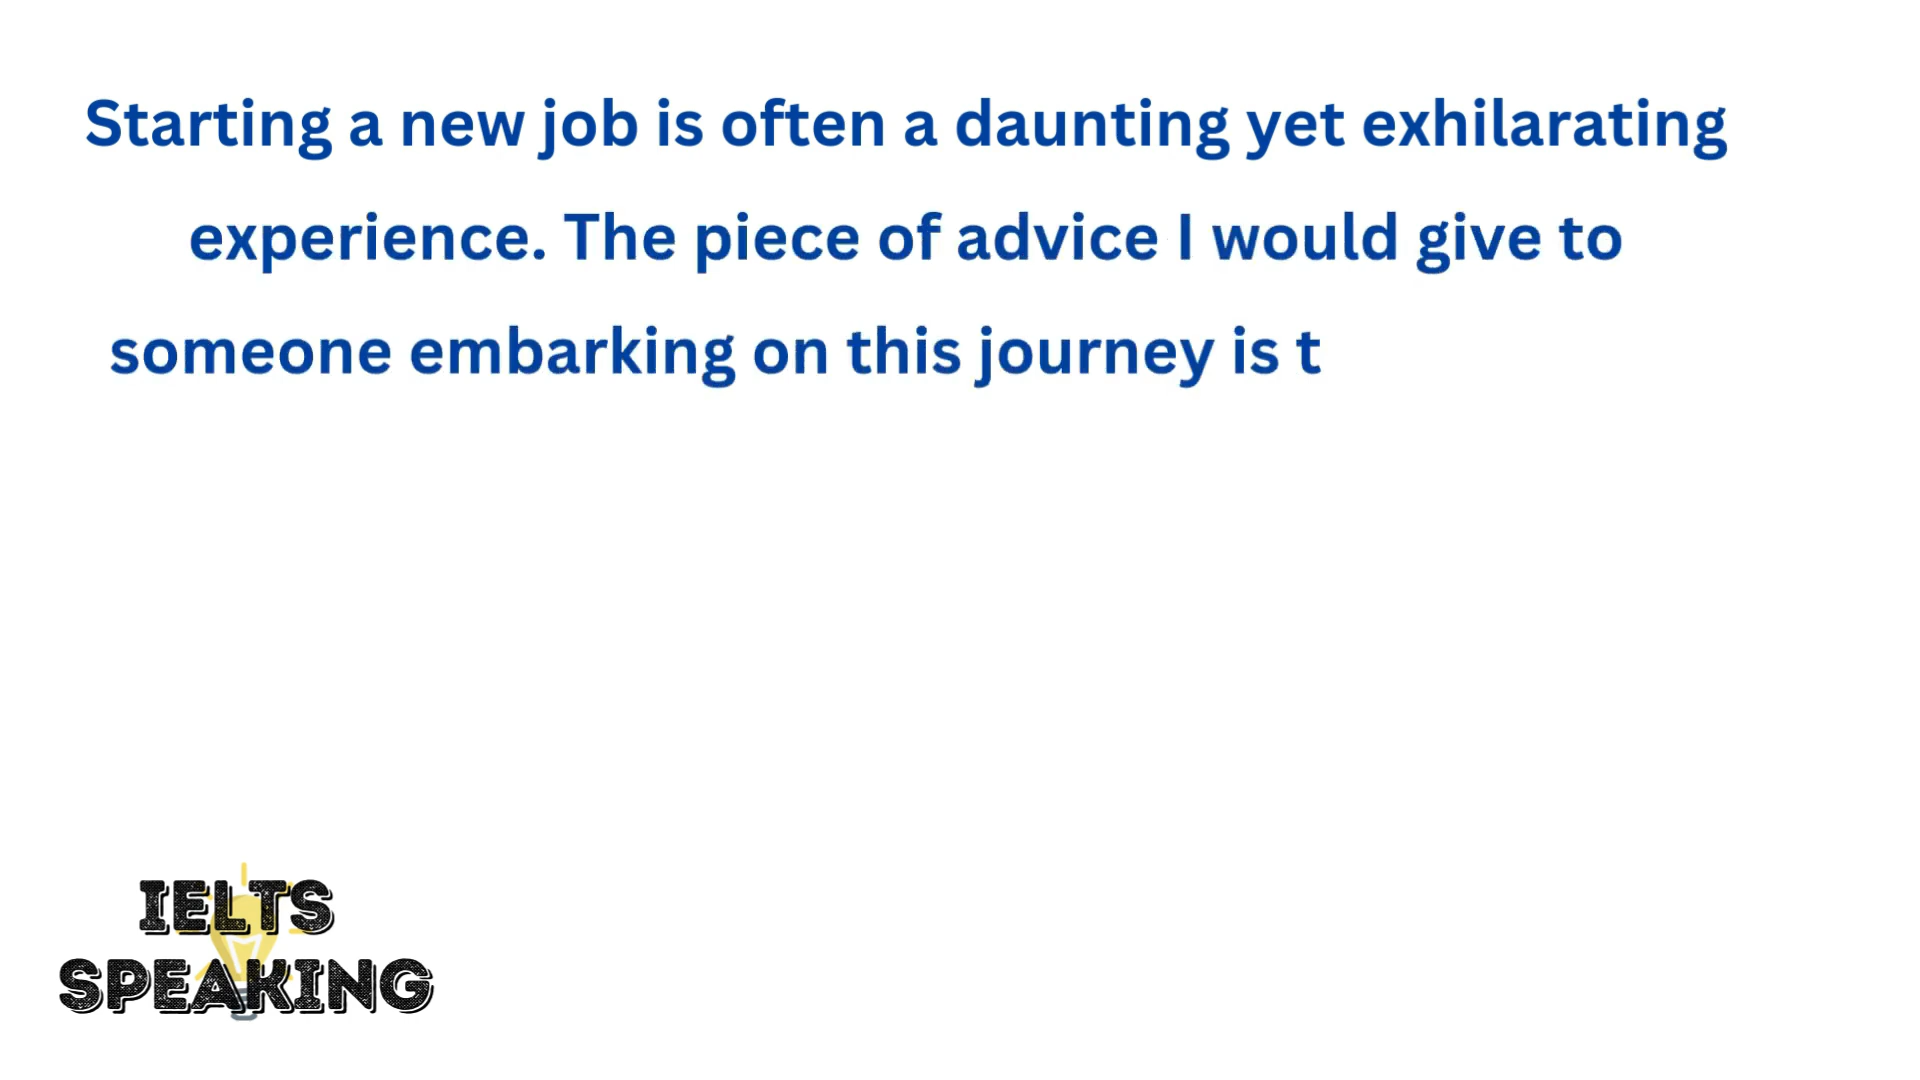 Starting a new job is often a daunting yet exhilarating
experience. The piece of advice I would give to
someone embarking on this journey is t
IELTS
SPEAKING